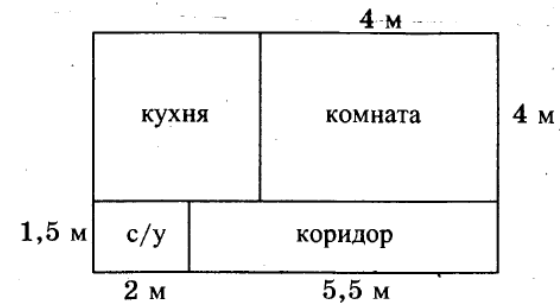 4 м
кухня
комната
4 м
1,5 м
с/у
коридор
2 м
5,5 м